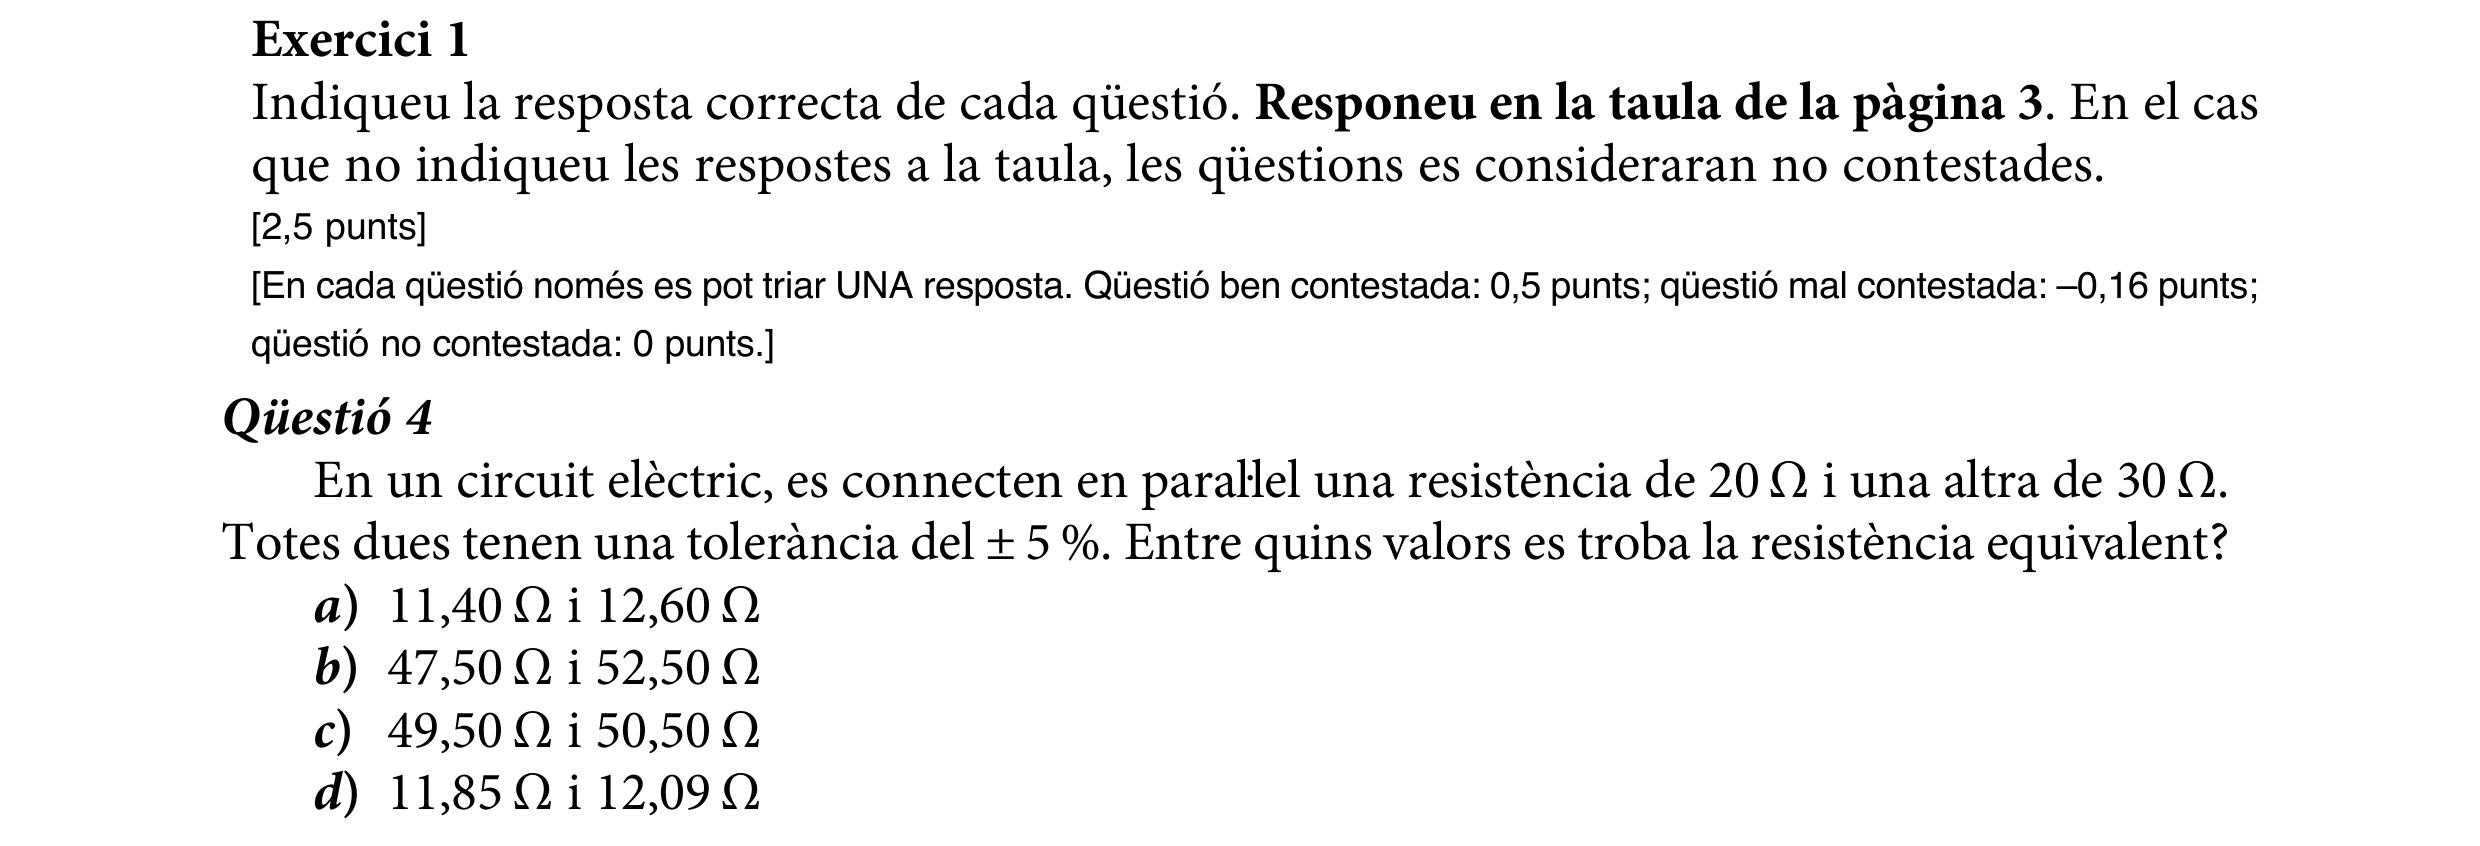 Exercici 1
Indiqueu la resposta correcta de cada qüestió. Responeu en la taula de la pàgina 3. En el cas
que no indiqueu les respostes a la taula, les qüestions es consideraran no contestades.
[2,5 punts]
[En cada qüestió només es pot triar UNA resposta. Qüestió ben contestada: 0,5 punts; qüestió mal contestada: –0,16 punts;
qüestió no contestada: 0 punts.]
Qüestió 4
En un circuit elèctric, es connecten en paral·lel una resistència de 20 Ω i una altra de 30 Ω.
Totes dues tenen una tolerància del ± 5 %. Entre quins valors es troba la resistència equivalent?
a) 11,40 Ω i 12,60 Ω
b) 47,50 Ω i 52,50 Ω
c) 49,50 Ω i 50,50 Ω
d) 11,85 Ω i 12,09 Ω